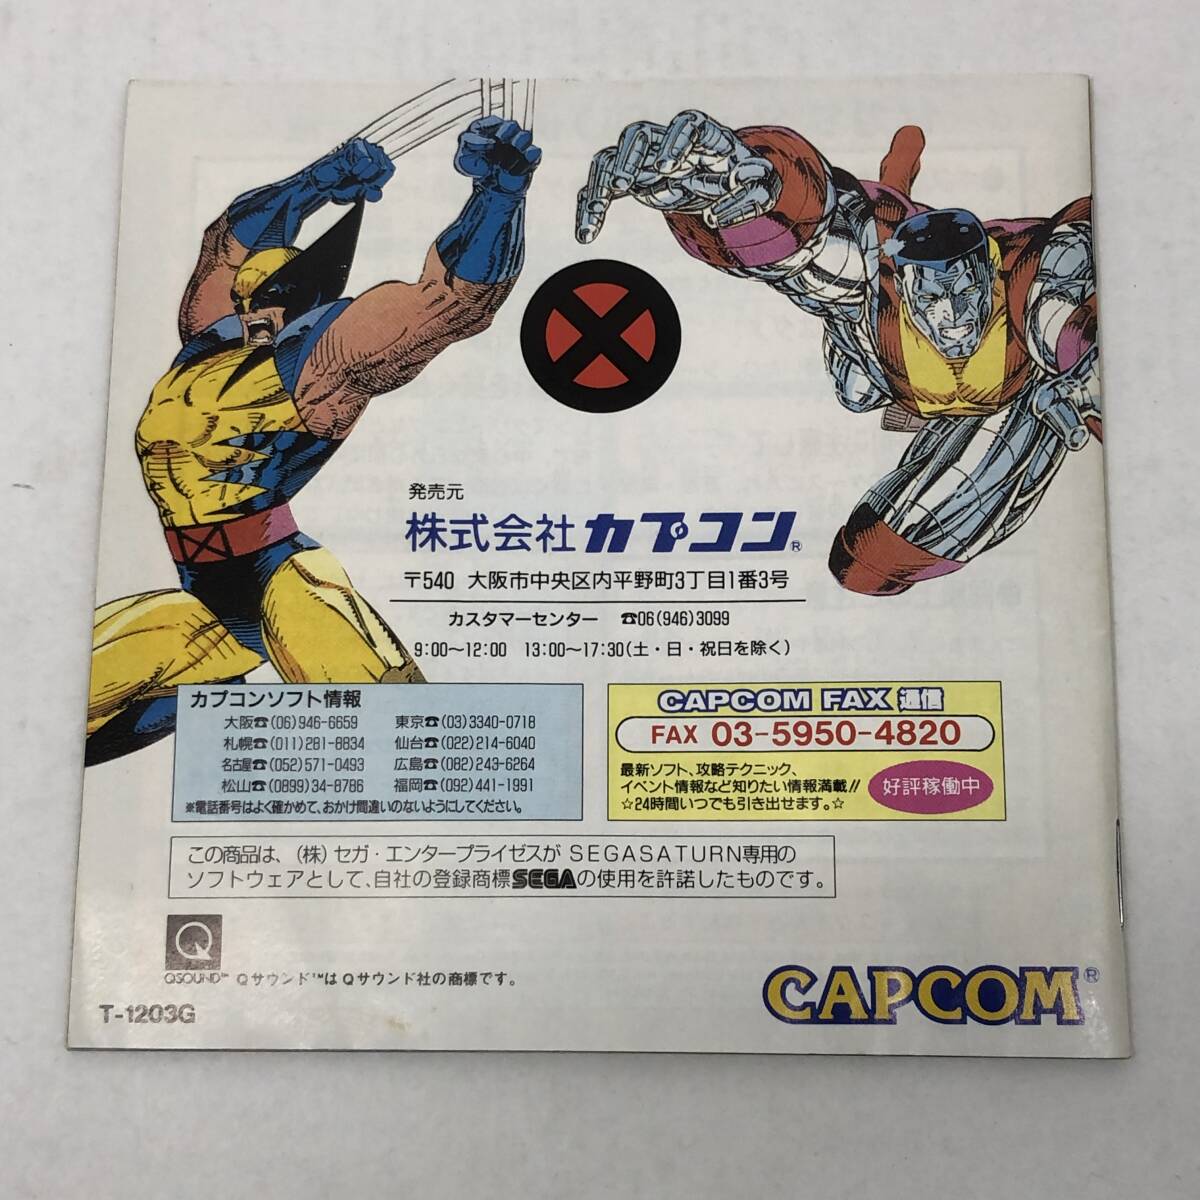 発売元
株式会社 カプコン®
〒540 大阪市中央区内平野町3丁目1番3号
カスタマーセンター ☎06(946)3099
9:00〜12:00 13:00〜17:30(土・日・祝日を除く)
カプコンソフト情報
大阪☎(06)946-6659 東京☎(03)3340-0718
札幌☎(011)281-8834 仙台☎(022)214-6040
名古屋☎(052)571-0493 広島☎(082)243-6264
松山☎(0899)34-8786 福岡☎(092)441-1991
※電話番号はよく確かめて、おかけ間違いのないようにしてください。
CAPCOM FAX 通信
FAX 03-5950-4820
最新ソフト、攻略テクニック、
イベント情報など知りたい情報満載!!
☆24時間いつでも引き出せます。☆
好評稼働中
この商品は、(株)セガ・エンタープライゼスがSEGASATURN専用の
ソフトウェアとして、自社の登録商標SEGAの使用を許諾したものです。
Q
QSOUND™ Qサウンド™はQサウンド社の商標です。
T-1203G
CAPCOM®